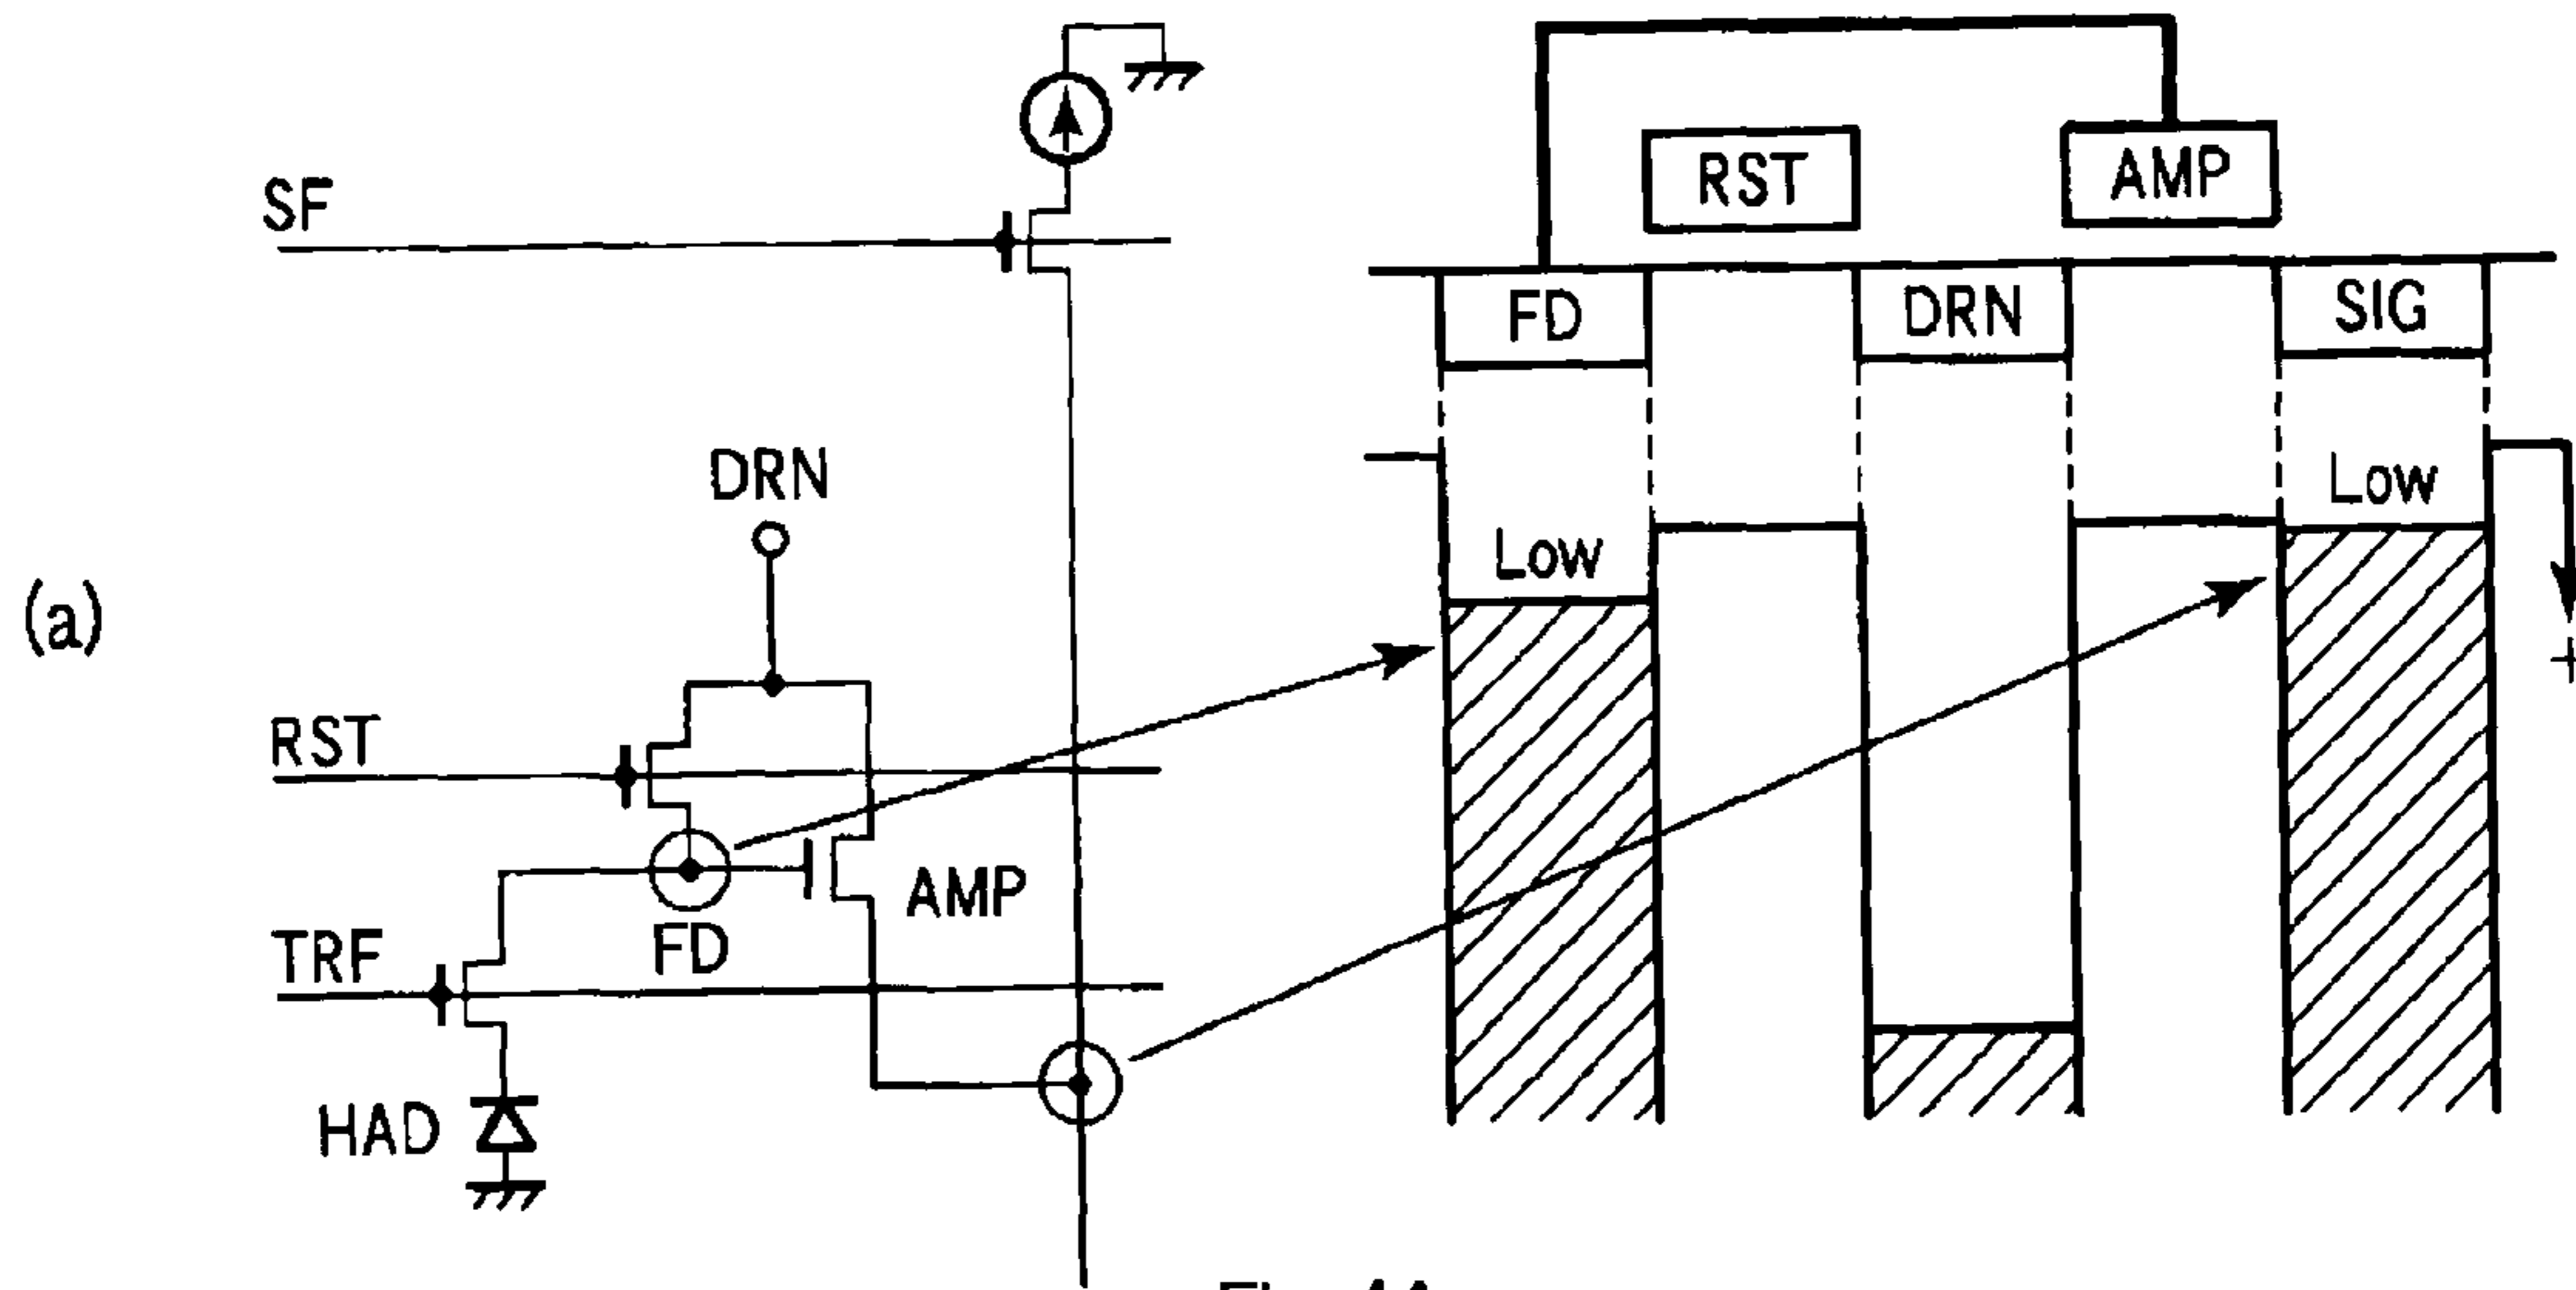 SF
RST
AMP
FD
DRN
SIG
Low
Low
+
DRN
(a)
RST
AMP
FD
TRF
HAD